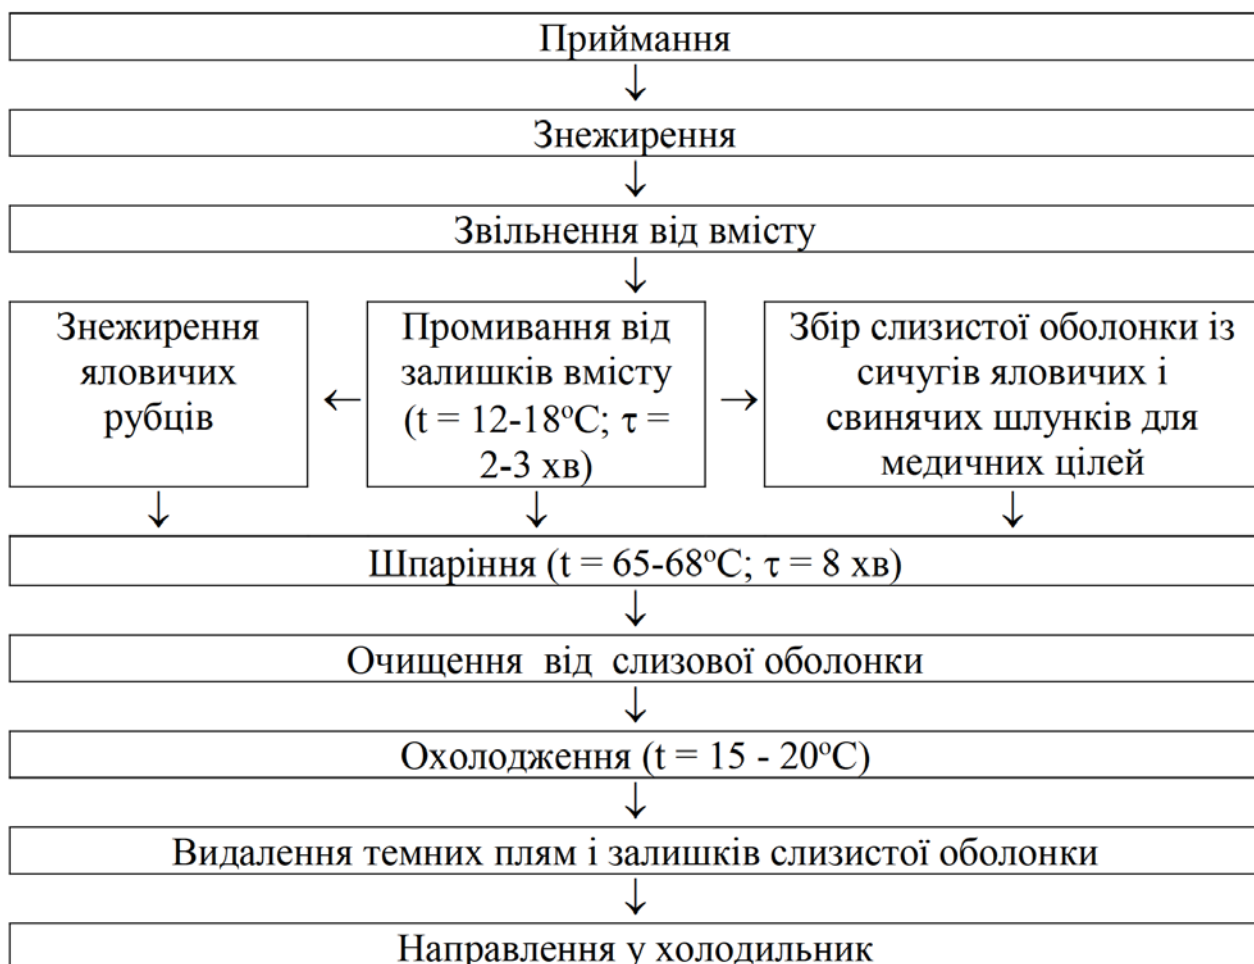 Приймання
↓
Знежирення
↓
Звільнення від вмісту
↓
Знежирення
яловичих
рубців
←
Промивання від
залишків вмісту
(t = 12-18°C; τ =
2-3 хв)
→
Збір слизистої оболонки із
сичугів яловичих і
свинячих шлунків для
медичних цілей
↓ ↓ ↓
Шпаріння (t = 65-68°C; τ = 8 хв)
↓
Очищення від слизової оболонки
↓
Охолодження (t = 15 - 20°C)
↓
Видалення темних плям і залишків слизистої оболонки
↓
Направлення у холодильник